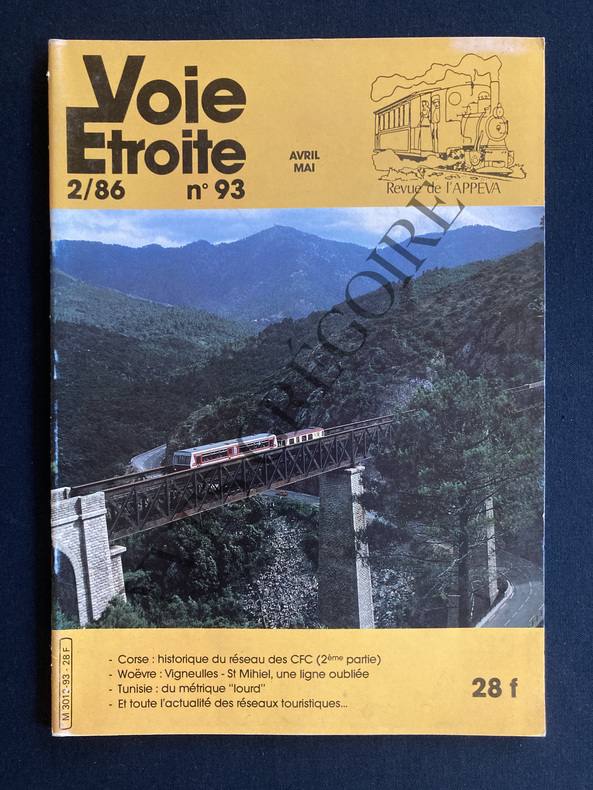 Voie
Etroite
2/86 n° 93
AVRIL
MAI
Revue de l'APPEVA
GRÉGOIRE
- Corse : historique du réseau des CFC (2ème partie)
- Woëvre : Vigneulles - St Mihiel, une ligne oubliée
- Tunisie : du métrique "lourd"
- Et toute l'actualité des réseaux touristiques...
28 f
M 3012-93-28 F